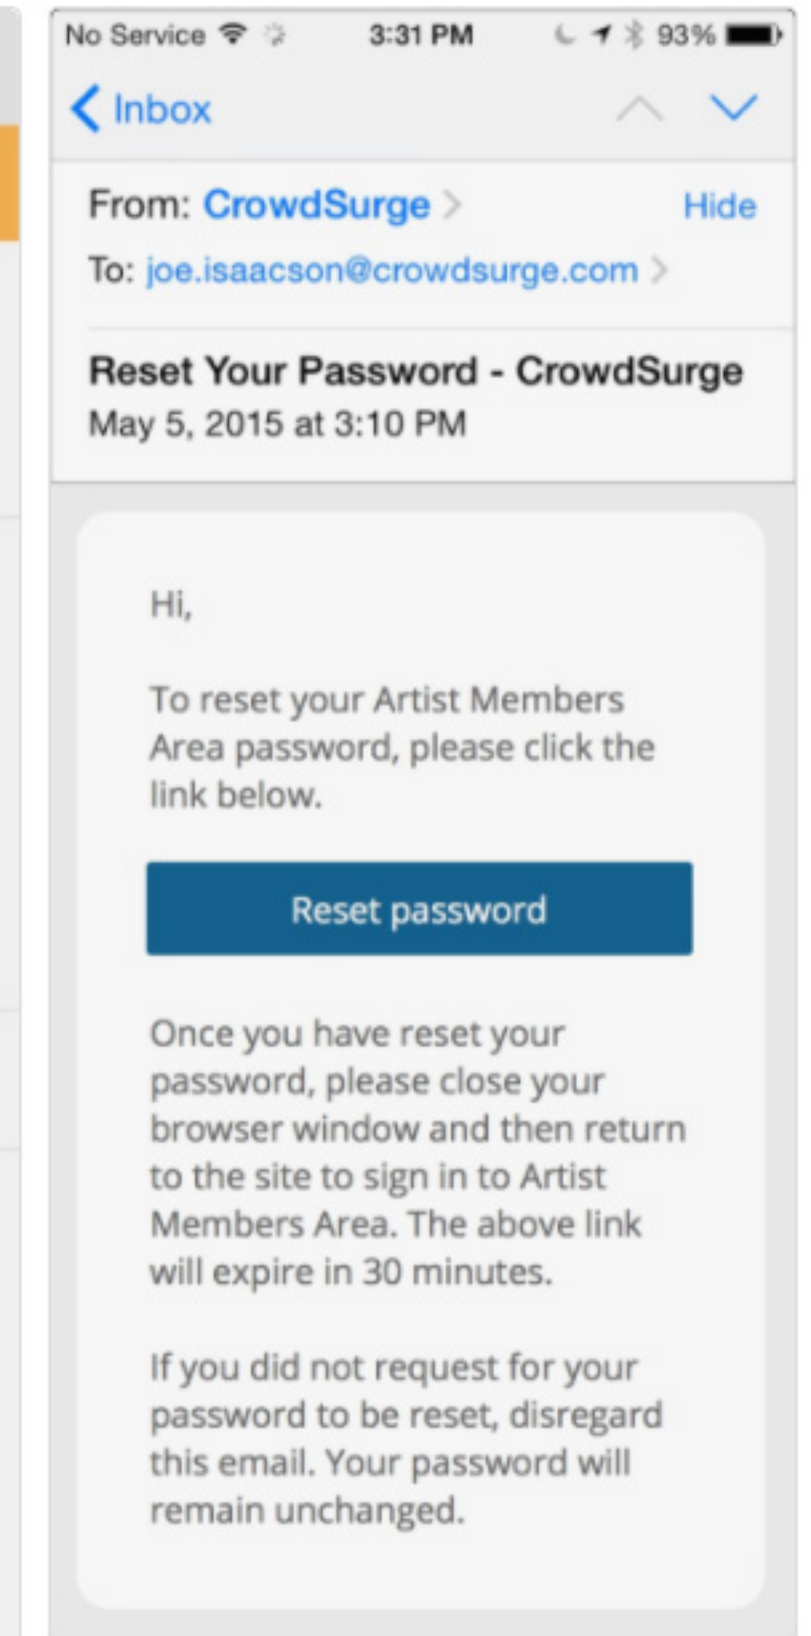 No Service 3:31 PM 93%
Inbox
From: CrowdSurge Hide
To: joe.isaacson@crowdsurge.com
Reset Your Password - CrowdSurge
May 5, 2015 at 3:10 PM
Hi,
To reset your Artist Members
Area password, please click the
link below.
Reset password
Once you have reset your
password, please close your
browser window and then return
to the site to sign in to Artist
Members Area. The above link
will expire in 30 minutes.
If you did not request for your
password to be reset, disregard
this email. Your password will
remain unchanged.